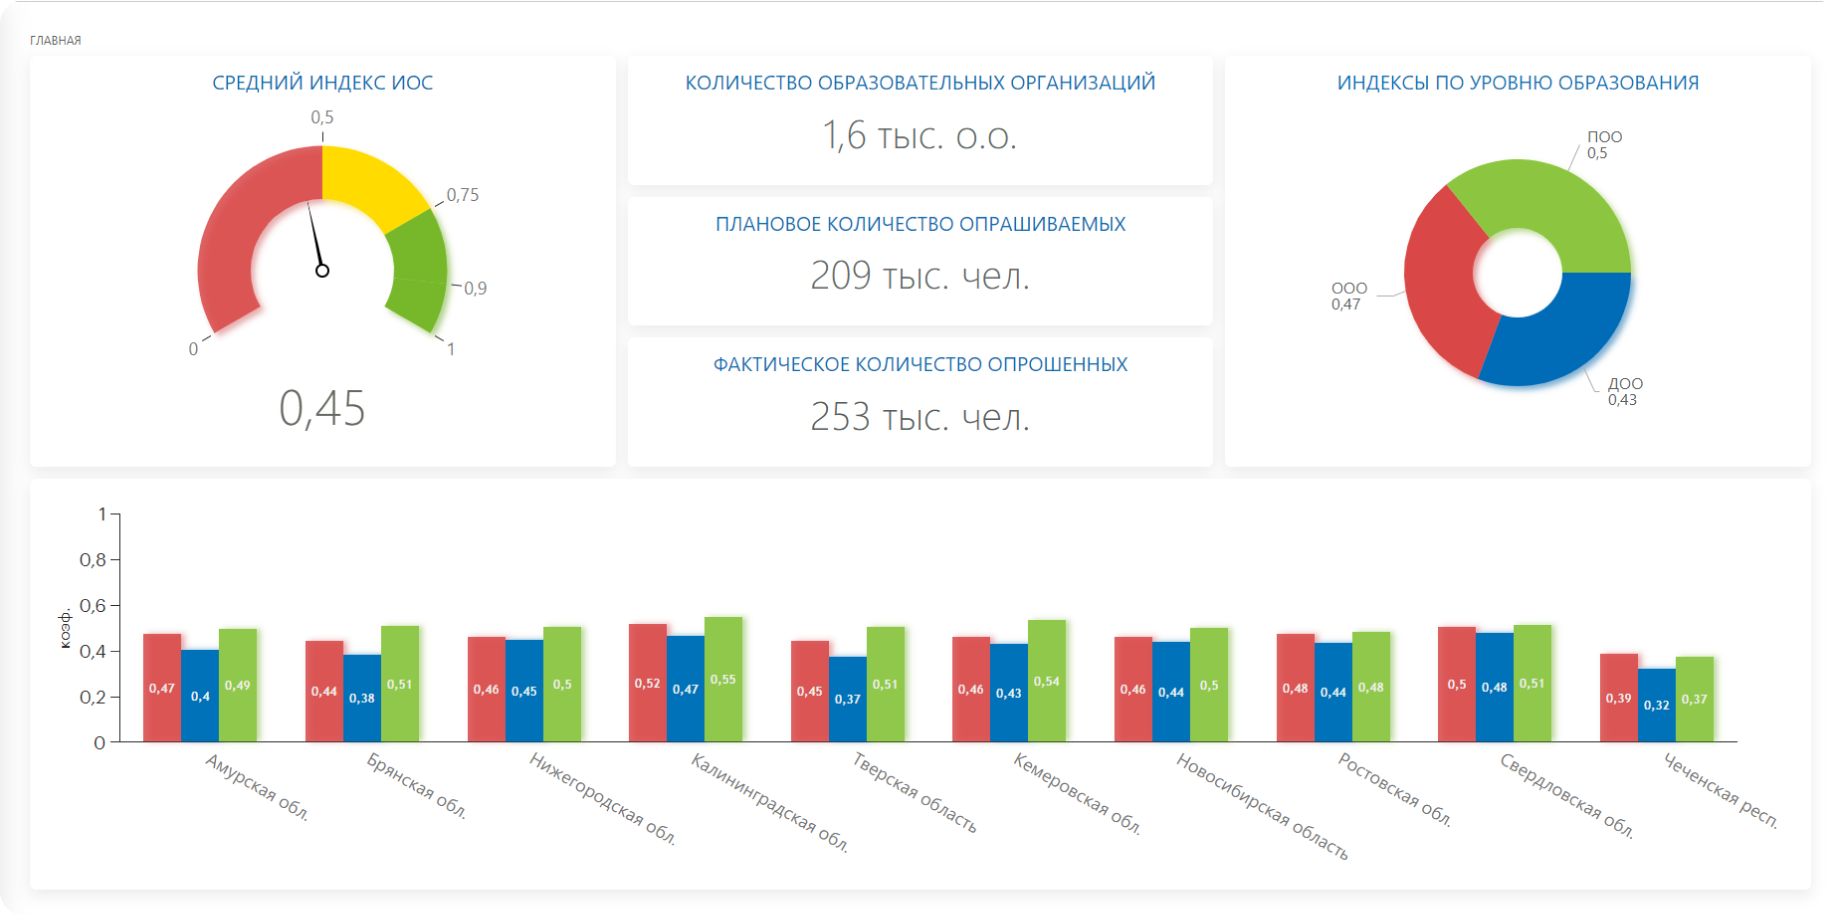 ГЛАВНАЯ
СРЕДНИЙ ИНДЕКС ИОС
0,5
0,75
0,9
0
1
0,45
КОЛИЧЕСТВО ОБРАЗОВАТЕЛЬНЫХ ОРГАНИЗАЦИЙ
1,6 тыс. о.о.
ПЛАНОВОЕ КОЛИЧЕСТВО ОПРАШИВАЕМЫХ
209 тыс. чел.
ФАКТИЧЕСКОЕ КОЛИЧЕСТВО ОПРОШЕННЫХ
253 тыс. чел.
ИНДЕКСЫ ПО УРОВНЮ ОБРАЗОВАНИЯ
ПОО
0,5
ООО
0,47
ДОО
0,43
коэф.
1
0,8
0,6
0,4
0,2
0
0,47 0,4 0,49
0,44 0,38 0,51
0,46 0,45 0,5
0,52 0,47 0,55
0,45 0,37 0,51
0,46 0,43 0,54
0,46 0,44 0,5
0,48 0,44 0,48
0,5 0,48 0,51
0,39 0,32 0,37
Амурская обл.
Брянская обл.
Нижегородская обл.
Калининградская обл.
Тверская область
Кемеровская обл.
Новосибирская область
Ростовская обл.
Свердловская обл.
Чеченская респ.